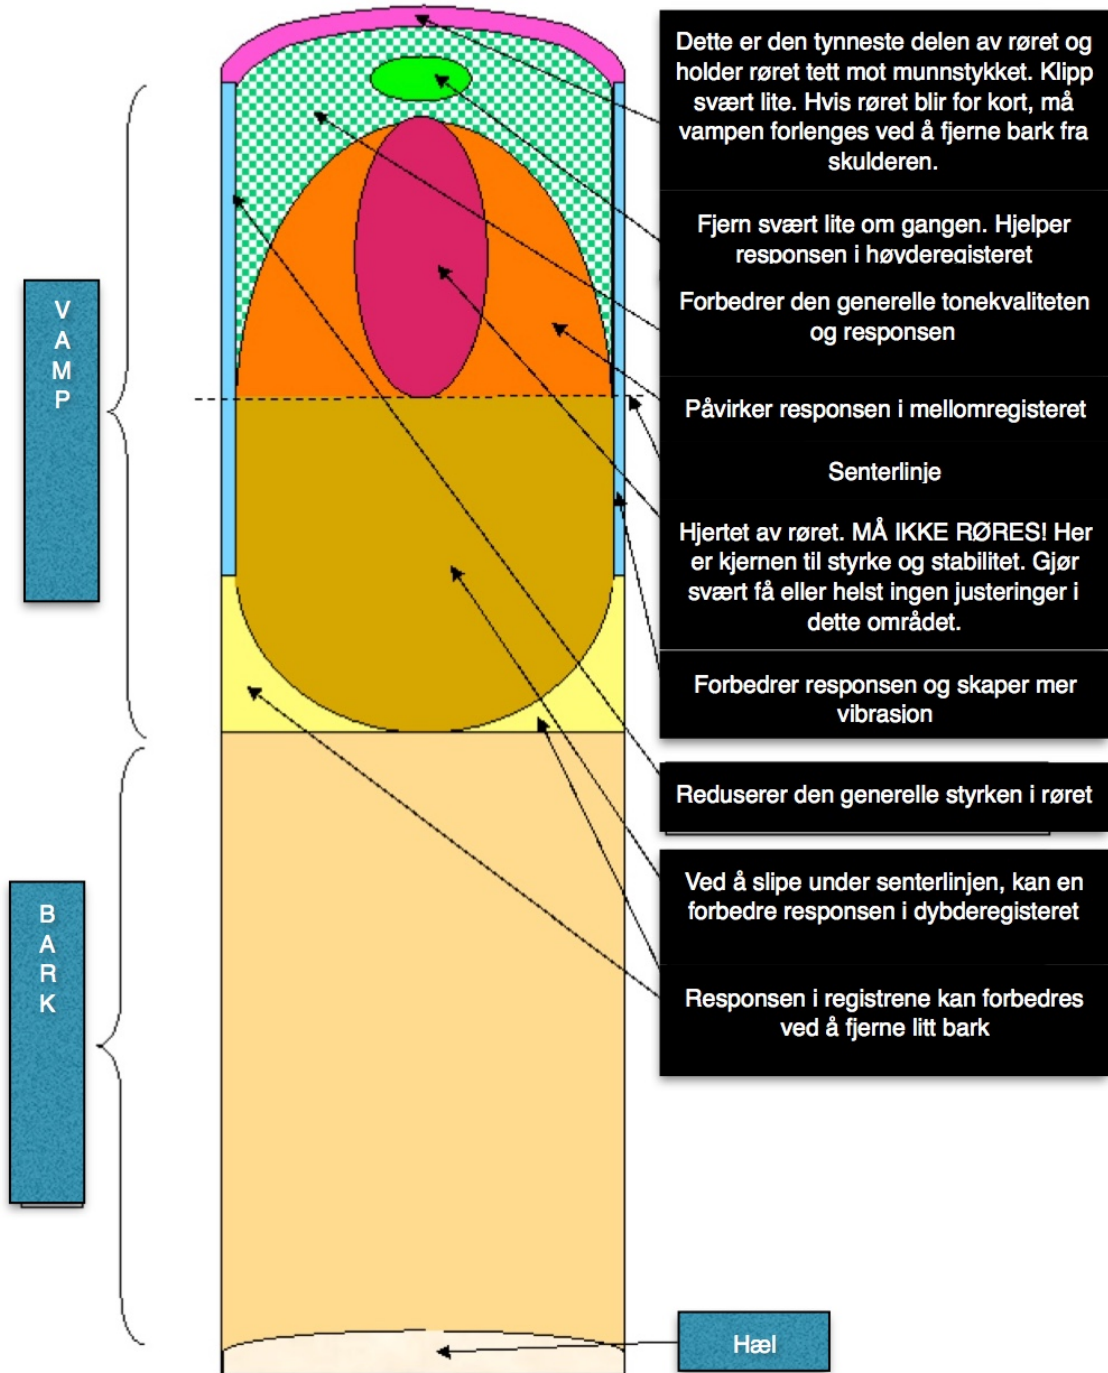 Dette er den tynneste delen av røret og
holder røret tett mot munnstykket. Klipp
svært lite. Hvis røret blir for kort, må
vampen forlenges ved å fjerne bark fra
skulderen.
Fjern svært lite om gangen. Hjelper
responsen i høyderegisteret
Forbedrer den generelle tonekvaliteten
og responsen
Påvirker responsen i mellomregisteret
Senterlinje
Hjertet av røret. MÅ IKKE RØRES! Her
er kjernen til styrke og stabilitet. Gjør
svært få eller helst ingen justeringer i
dette området.
Forbedrer responsen og skaper mer
vibrasjon
Reduserer den generelle styrken i røret
Ved å slipe under senterlinjen, kan en
forbedre responsen i dybderegisteret
Responsen i registrene kan forbedres
ved å fjerne litt bark
V
A
M
P
B
A
R
K
Hæl